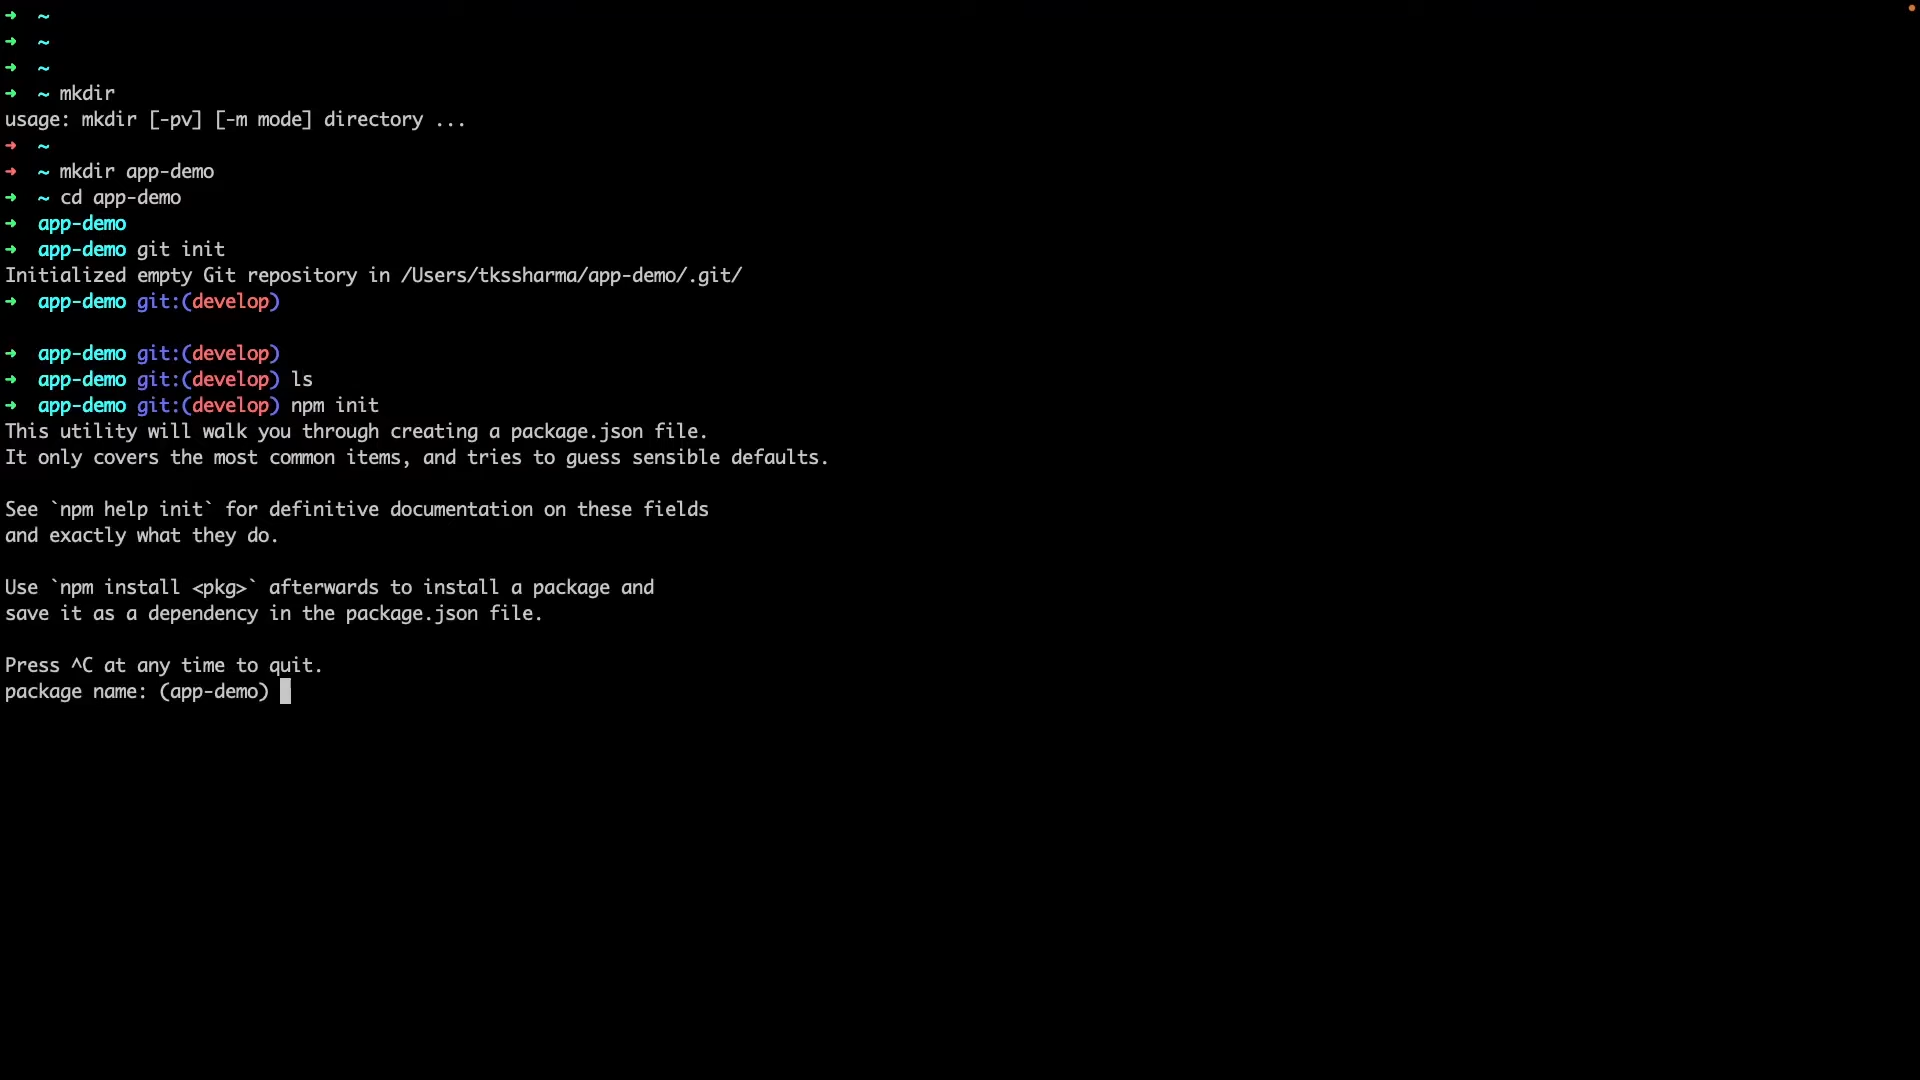 ➜  ~
➜  ~
➜  ~
➜  ~ mkdir
usage: mkdir [-pv] [-m mode] directory ...
➜  ~
➜  ~ mkdir app-demo
➜  ~ cd app-demo
➜  app-demo
➜  app-demo git init
Initialized empty Git repository in /Users/tkssharma/app-demo/.git/
➜  app-demo git:(develop)
➜  app-demo git:(develop)
➜  app-demo git:(develop) ls
➜  app-demo git:(develop) npm init
This utility will walk you through creating a package.json file.
It only covers the most common items, and tries to guess sensible defaults.
See `npm help init` for definitive documentation on these fields
and exactly what they do.
Use `npm install <pkg>` afterwards to install a package and
save it as a dependency in the package.json file.
Press ^C at any time to quit.
package name: (app-demo)